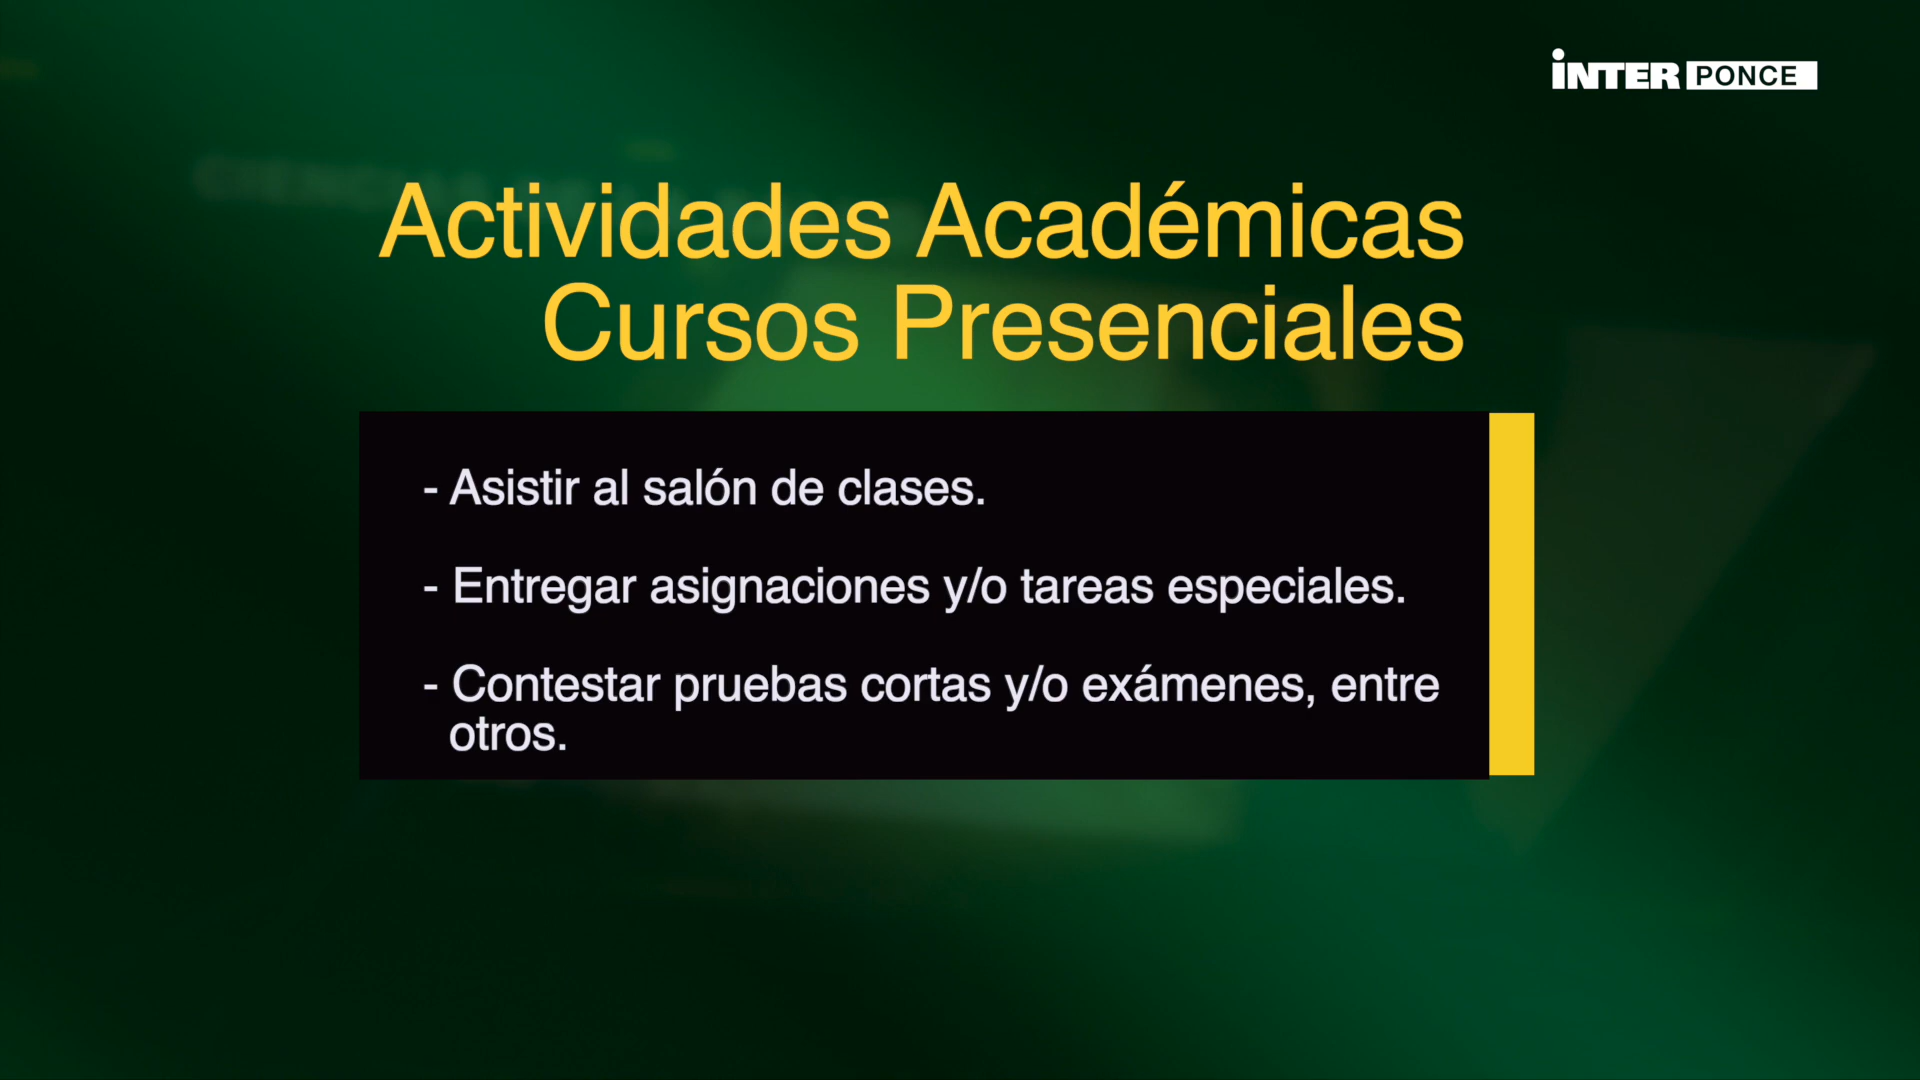 INTER PONCE
Actividades Académicas
Cursos Presenciales
- Asistir al salón de clases.
- Entregar asignaciones y/o tareas especiales.
- Contestar pruebas cortas y/o exámenes, entre
otros.